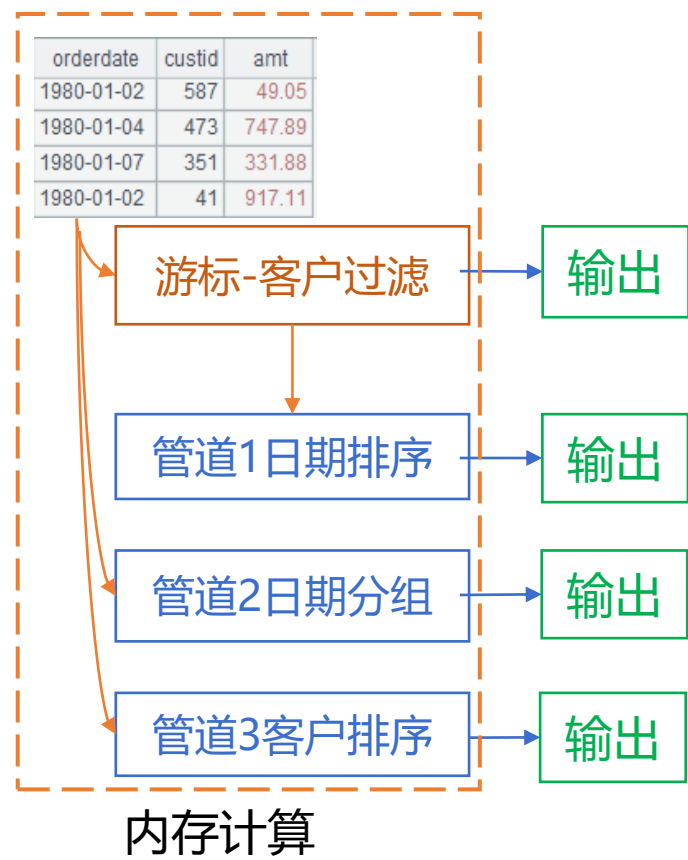 orderdate custid amt
1980-01-02 587 49.05
1980-01-04 473 747.89
1980-01-07 351 331.88
1980-01-02 41 917.11
游标-客户过滤 输出
管道1日期排序 输出
管道2日期分组 输出
管道3客户排序 输出
内存计算